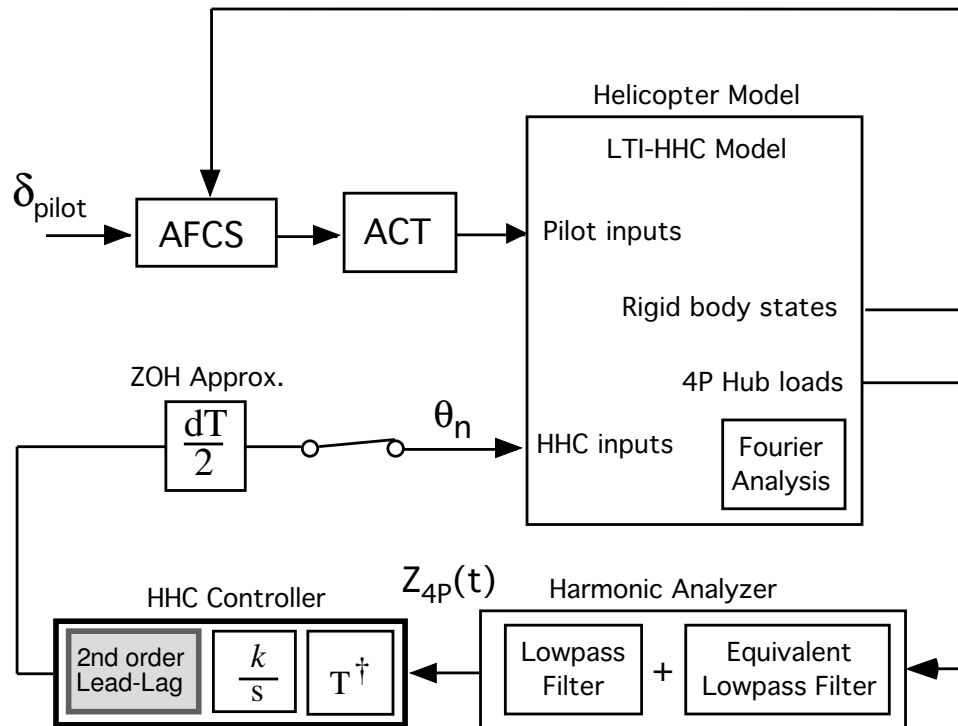 Helicopter Model
LTI-HHC Model
δpilot
AFCS
ACT
Pilot inputs
Rigid body states
ZOH Approx.
4P Hub loads
dT
2
θn
HHC inputs
Fourier
Analysis
Z4P(t)
HHC Controller
Harmonic Analyzer
2nd order
Lead-Lag
k
s
T†
Lowpass
Filter
+
Equivalent
Lowpass Filter